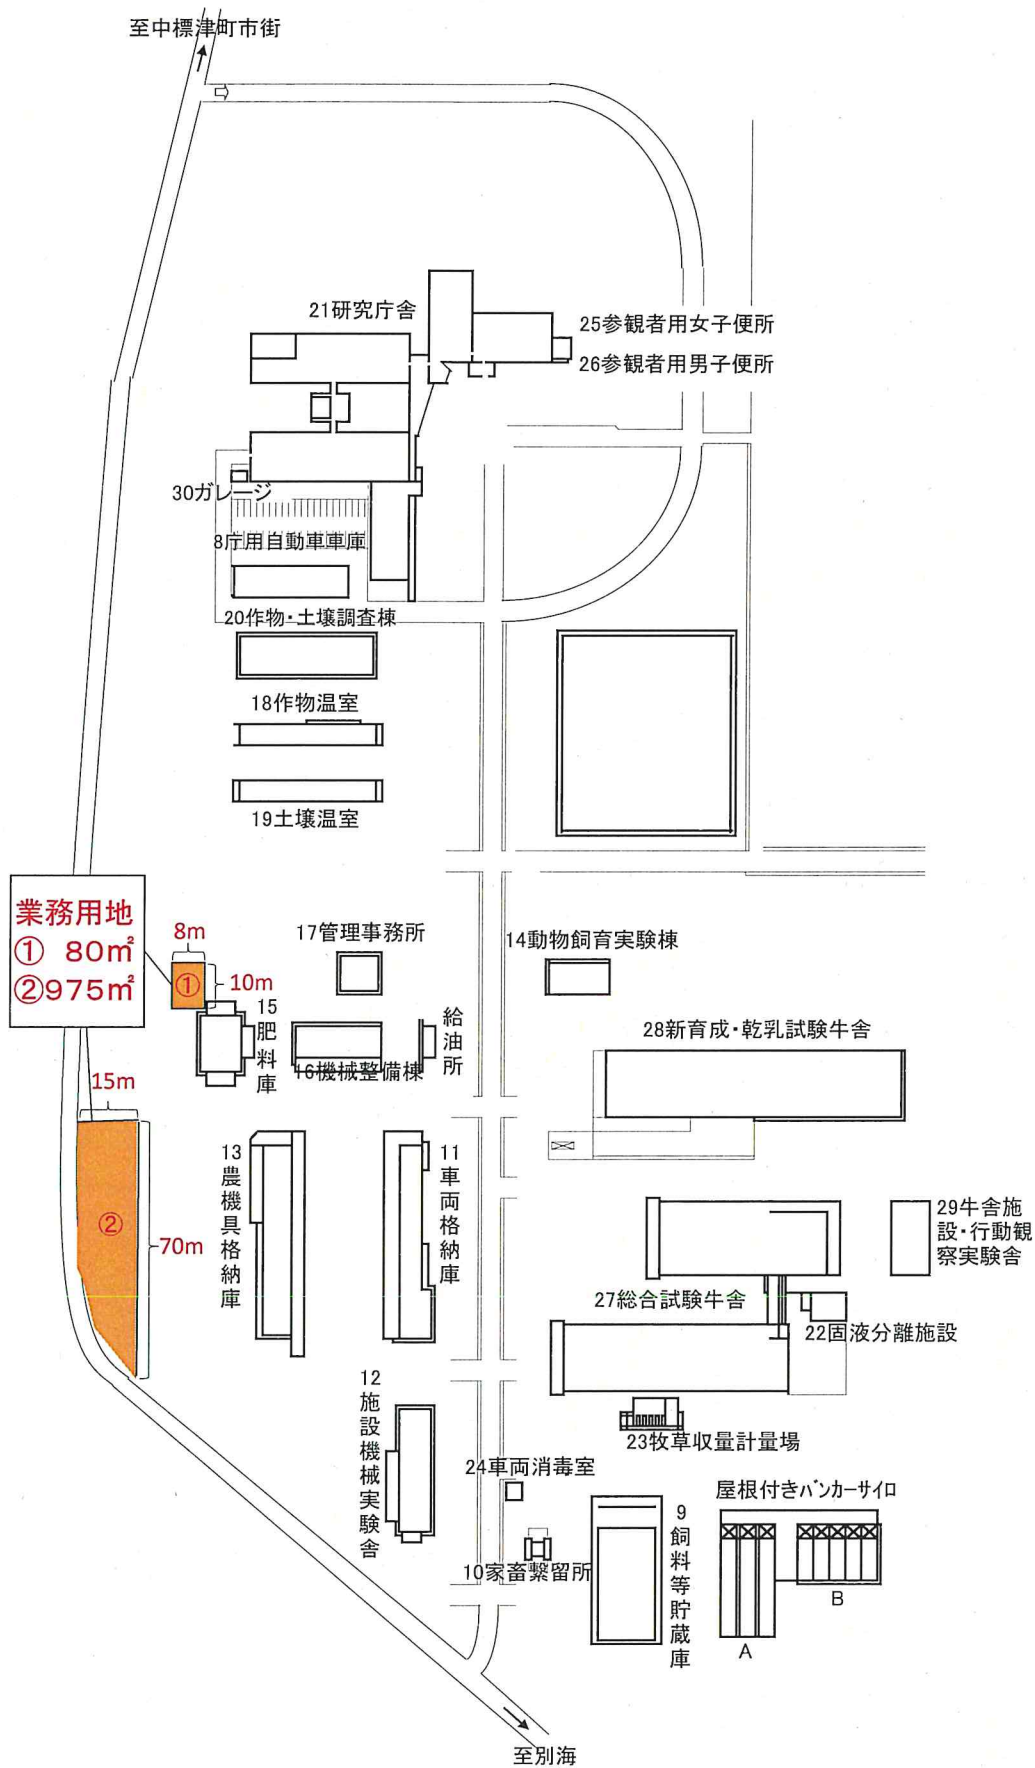 至中標津町市街
21研究庁舎
25参観者用女子便所
26参観者用男子便所
30ガレージ
8庁用自動車車庫
20作物・土壌調査棟
18作物温室
19土壌温室
業務用地
① 80㎡
②975㎡
8m
①
10m
15肥料庫
17管理事務所
16機械整備棟
給油所
14動物飼育実験棟
28新育成・乾乳試験牛舎
15m
②
70m
13農機具格納庫
11車両格納庫
29牛舎施
設・行動観
察実験舎
27総合試験牛舎
22固液分離施設
23牧草収量計量場
12施設機械実験舎
24車両消毒室
10家畜繋留所
9飼料等貯蔵庫
屋根付きバンカーサイロ
A
B
至別海